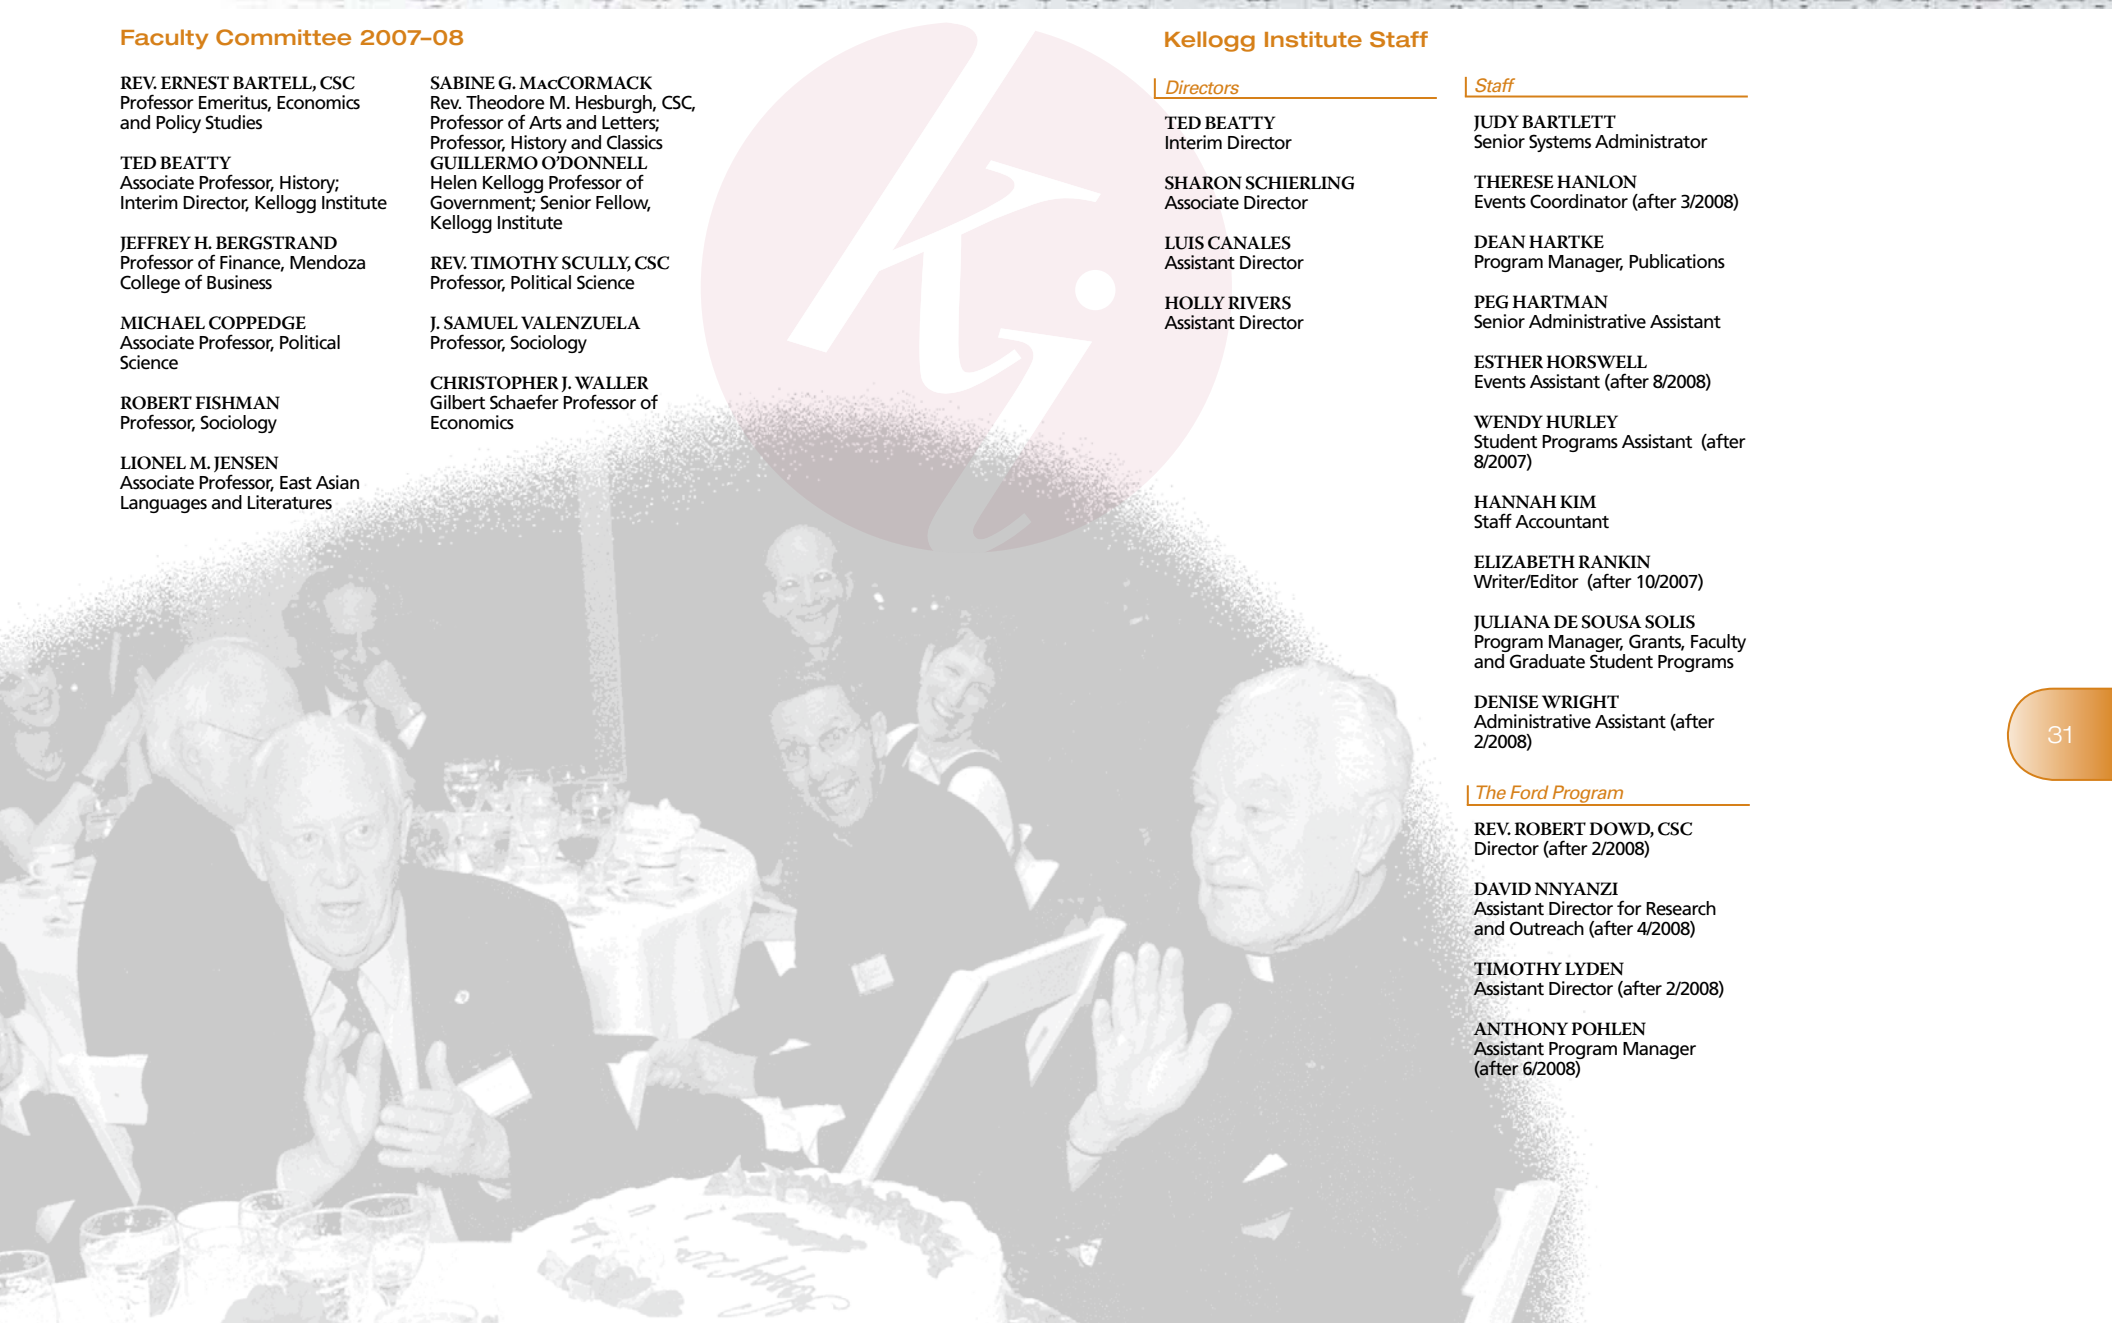 Faculty Committee 2007–08
REV. ERNEST BARTELL, CSC
Professor Emeritus, Economics
and Policy Studies
TED BEATTY
Associate Professor, History;
Interim Director, Kellogg Institute
JEFFREY H. BERGSTRAND
Professor of Finance, Mendoza
College of Business
MICHAEL COPPEDGE
Associate Professor, Political
Science
ROBERT FISHMAN
Professor, Sociology
LIONEL M. JENSEN
Associate Professor, East Asian
Languages and Literatures
SABINE G. MacCORMACK
Rev. Theodore M. Hesburgh, CSC,
Professor of Arts and Letters;
Professor, History and Classics
GUILLERMO O'DONNELL
Helen Kellogg Professor of
Government; Senior Fellow,
Kellogg Institute
REV. TIMOTHY SCULLY, CSC
Professor, Political Science
J. SAMUEL VALENZUELA
Professor, Sociology
CHRISTOPHER J. WALLER
Gilbert Schaefer Professor of
Economics
ki
Kellogg Institute Staff
Directors
TED BEATTY
Interim Director
SHARON SCHIERLING
Associate Director
LUIS CANALES
Assistant Director
HOLLY RIVERS
Assistant Director
Staff
JUDY BARTLETT
Senior Systems Administrator
THERESE HANLON
Events Coordinator (after 3/2008)
DEAN HARTKE
Program Manager, Publications
PEG HARTMAN
Senior Administrative Assistant
ESTHER HORSWELL
Events Assistant (after 8/2008)
WENDY HURLEY
Student Programs Assistant (after
8/2007)
HANNAH KIM
Staff Accountant
ELIZABETH RANKIN
Writer/Editor (after 10/2007)
JULIANA DE SOUSA SOLIS
Program Manager, Grants, Faculty
and Graduate Student Programs
DENISE WRIGHT
Administrative Assistant (after
2/2008)
The Ford Program
REV. ROBERT DOWD, CSC
Director (after 2/2008)
DAVID NNYANZI
Assistant Director for Research
and Outreach (after 4/2008)
TIMOTHY LYDEN
Assistant Director (after 2/2008)
ANTHONY POHLEN
Assistant Program Manager
(after 6/2008)
31